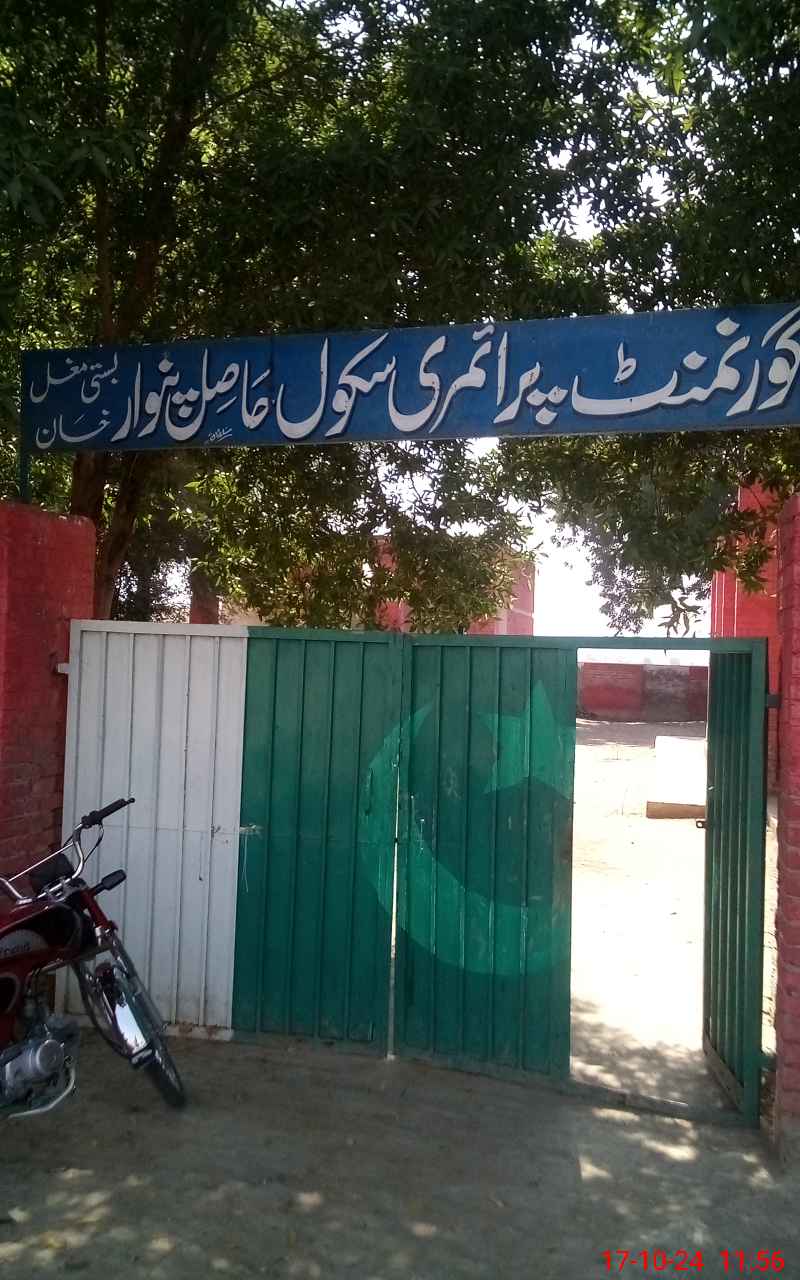 گورنمنٹ پرائمری سکول حاصل پنوار
بستی مغل
خان
17-10-24 11:56